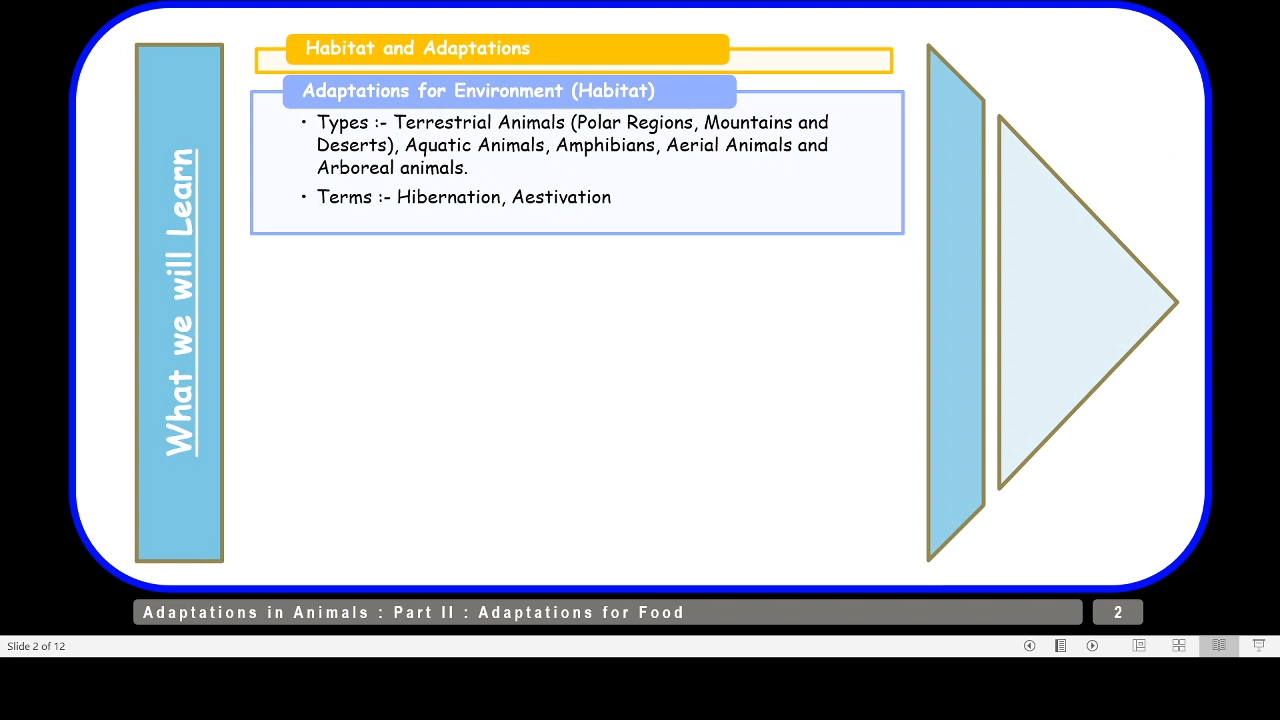 What we will Learn
Habitat and Adaptations
Adaptations for Environment (Habitat)
• Types :- Terrestrial Animals (Polar Regions, Mountains and
Deserts), Aquatic Animals, Amphibians, Aerial Animals and
Arboreal animals.
• Terms :- Hibernation, Aestivation
Adaptations in Animals : Part II : Adaptations for Food
2
Slide 2 of 12